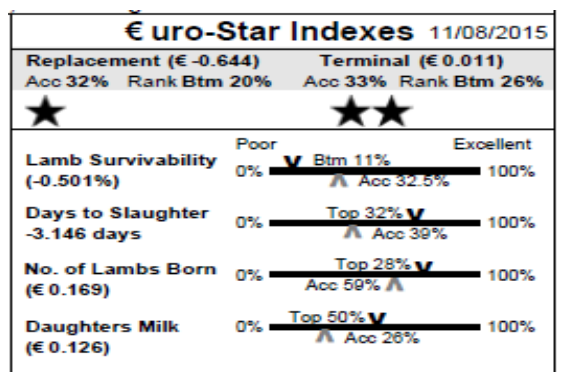 € uro-Star Indexes 11/08/2015
Replacement (€ -0.644) Terminal (€ 0.011)
Acc 32% Rank Btm 20% Acc 33% Rank Btm 26%
Poor Excellent
Lamb Survivability
(-0.501%)
0% Btm 11% 100%
Acc 32.5%
Days to Slaughter
-3.146 days
0% Top 32% 100%
Acc 39%
No. of Lambs Born
(€ 0.169)
0% Top 28% 100%
Acc 59%
Daughters Milk
(€ 0.126)
0% Top 50% 100%
Acc 26%